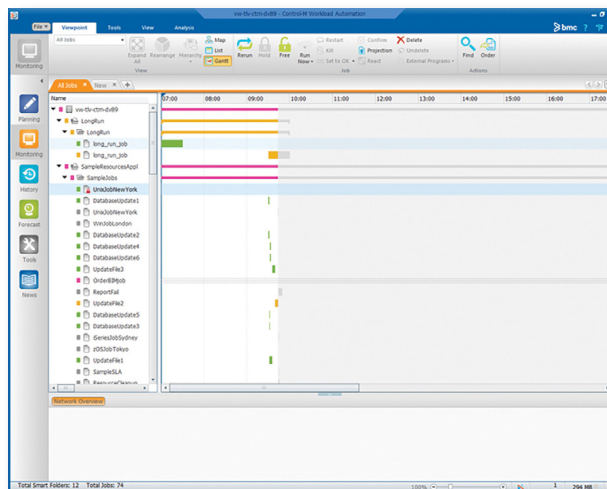 vw-tlv-ctm-dv89 - Control-M Workload Automation
File Viewpoint Tools View Analysis
bmc
All Jobs
Expand All Rearrange Hierarchy
Map
List
Gantt
Rerun Hold Free Run Now
Restart
Kill
Set to OK
Confirm
Projection
React
Delete
Undelete
External Programs
Find Order
View Job Actions
Monitoring
All Jobs New
Planning
Monitoring
History
Forecast
Tools
News
Name 07:00 08:00 09:00 10:00 11:00 12:00 13:00 14:00 15:00 16:00 17:00
vw-tlv-ctm-dv89
LongRun
LongRun
long_run_job
long_run_job
SampleResourcesAppl
SampleJobs
UnixJobNewYork
DatabaseUpdate1
UnixJobNewYork
WinJobLondon
DatabaseUpdate2
DatabaseUpdate4
DatabaseUpdate6
UpdateFile3
OrderBIMjob
ReportFail
UpdateFile2
DatabaseUpdate5
DatabaseUpdate3
iSeriesJobSydney
zOSJobTokyo
UpdateFile1
SampleSLA
ResourceCleanup
Network Overview
Total Smart Folders: 12 Total Jobs: 74
100% 1 294 MB